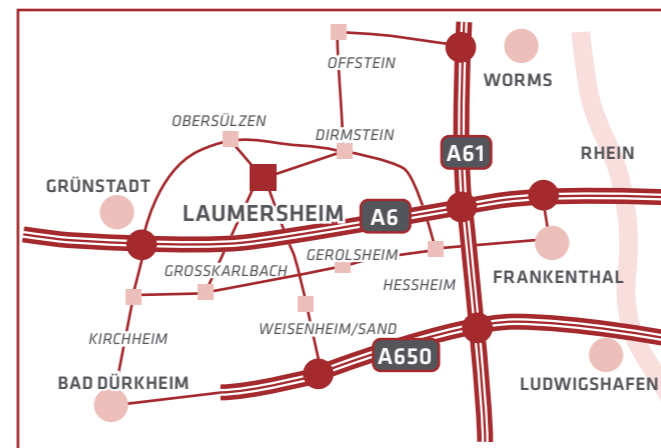 OFFSTEIN
WORMS
OBERSÜLZEN
DIRMSTEIN
A61
RHEIN
GRÜNSTADT
LAUMERSHEIM
A6
GROSSKARLBACH
GEROLSHEIM
HESSHEIM
FRANKENTHAL
KIRCHHEIM
WEISENHEIM/SAND
A650
BAD DÜRKHEIM
LUDWIGSHAFEN